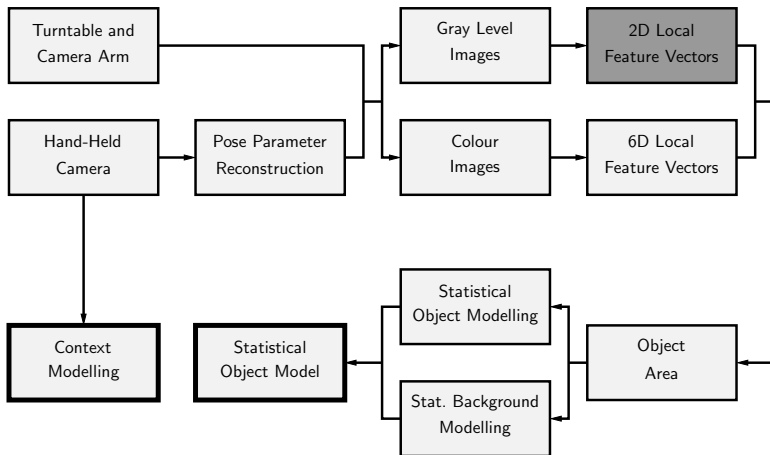 Turntable and
Camera Arm
Gray Level
Images
2D Local
Feature Vectors
Hand-Held
Camera
Pose Parameter
Reconstruction
Colour
Images
6D Local
Feature Vectors
Statistical
Object Modelling
Context
Modelling
Statistical
Object Model
Object
Area
Stat. Background
Modelling